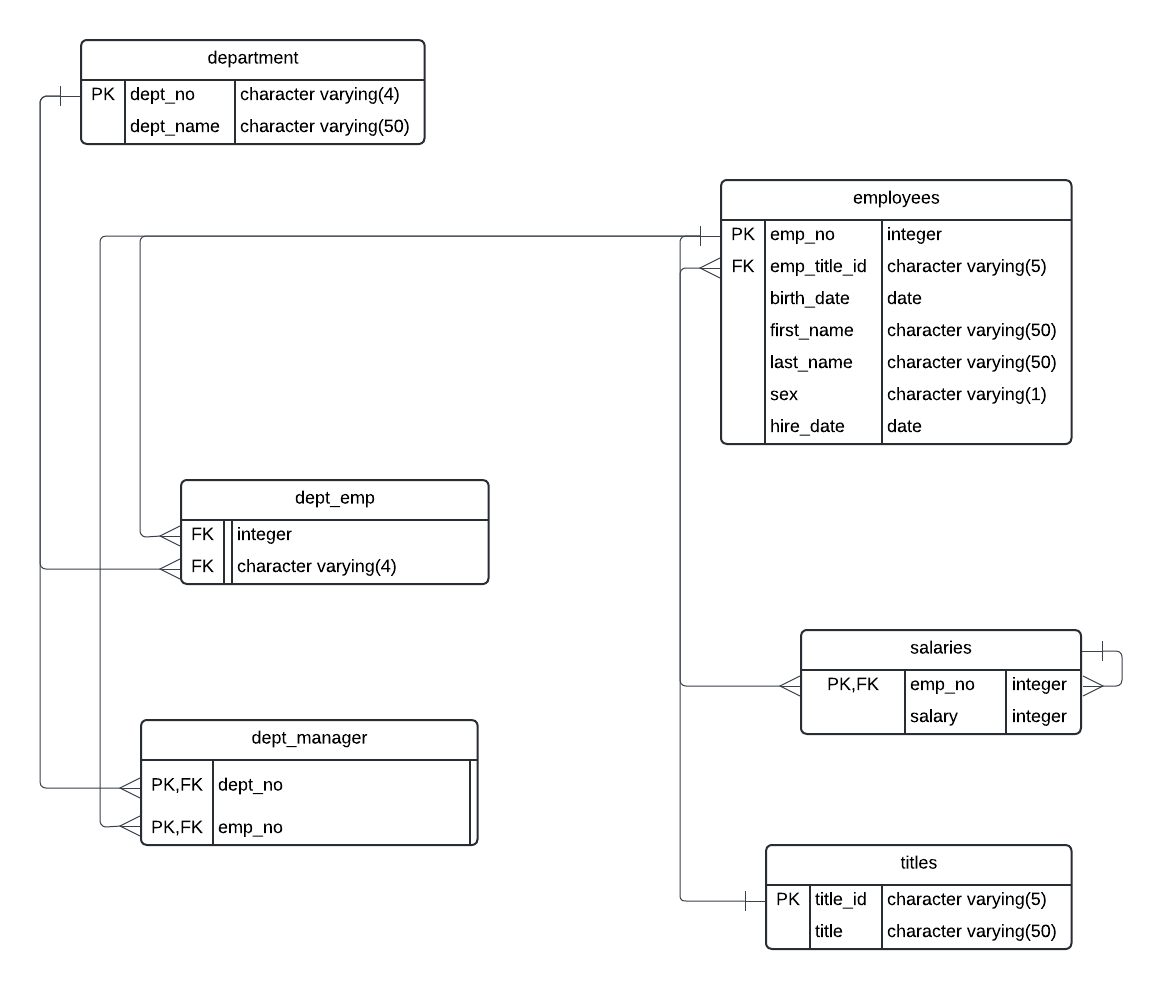 department
PK dept_no character varying(4)
dept_name character varying(50)
employees
PK emp_no integer
FK emp_title_id character varying(5)
birth_date date
first_name character varying(50)
last_name character varying(50)
sex character varying(1)
hire_date date
dept_emp
FK integer
FK character varying(4)
salaries
PK,FK emp_no integer
salary integer
dept_manager
PK,FK dept_no
PK,FK emp_no
titles
PK title_id character varying(5)
title character varying(50)